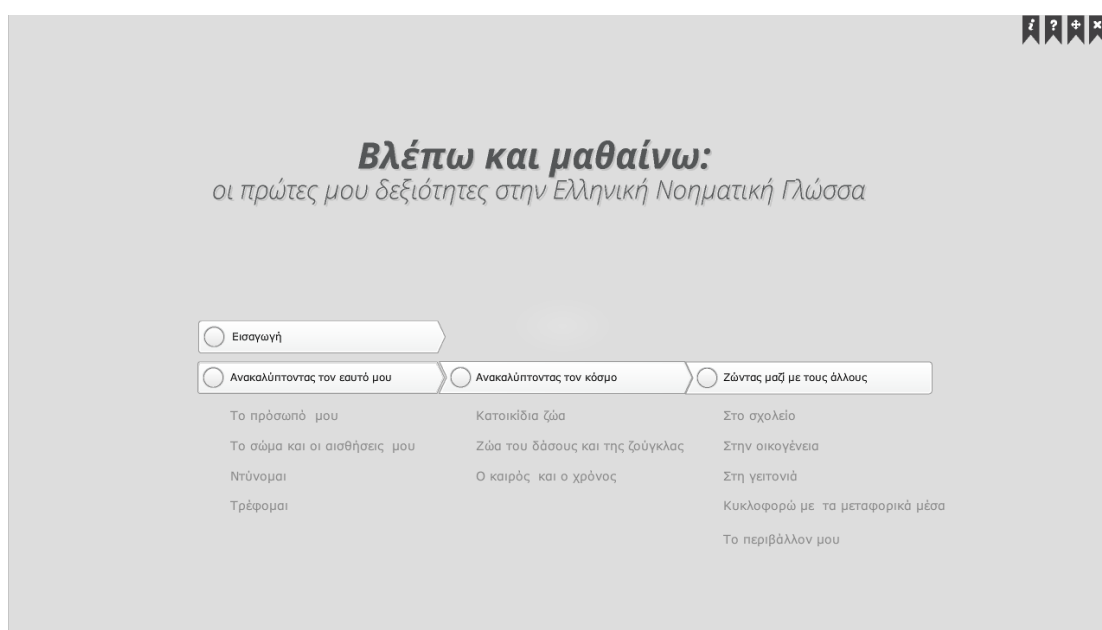 i ?
Βλέπω και μαθαίνω:
οι πρώτες μου δεξιότητες στην Ελληνική Νοηματική Γλώσσα
Εισαγωγή
Ανακαλύπτοντας τον εαυτό μου
Το πρόσωπό μου
Το σώμα και οι αισθήσεις μου
Ντύνομαι
Τρέφομαι
Ανακαλύπτοντας τον κόσμο
Κατοικίδια ζώα
Ζώα του δάσους και της ζούγκλας
Ο καιρός και ο χρόνος
Ζώντας μαζί με τους άλλους
Στο σχολείο
Στην οικογένεια
Στη γειτονιά
Κυκλοφορώ με τα μεταφορικά μέσα
Το περιβάλλον μου